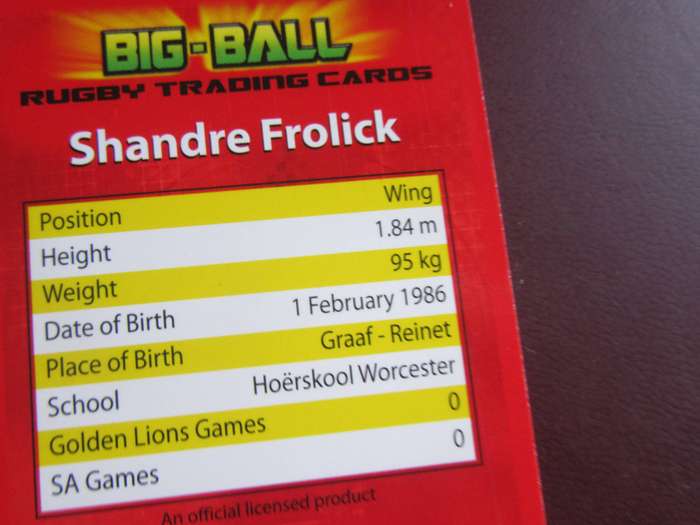 BIG-BALL
RUGBY TRADING CARDS
Shandre Frolick
Position Wing
Height 1.84 m
Weight 95 kg
Date of Birth 1 February 1986
Place of Birth Graaf - Reinet
School Hoërskool Worcester
Golden Lions Games 0
SA Games 0
An official licensed product